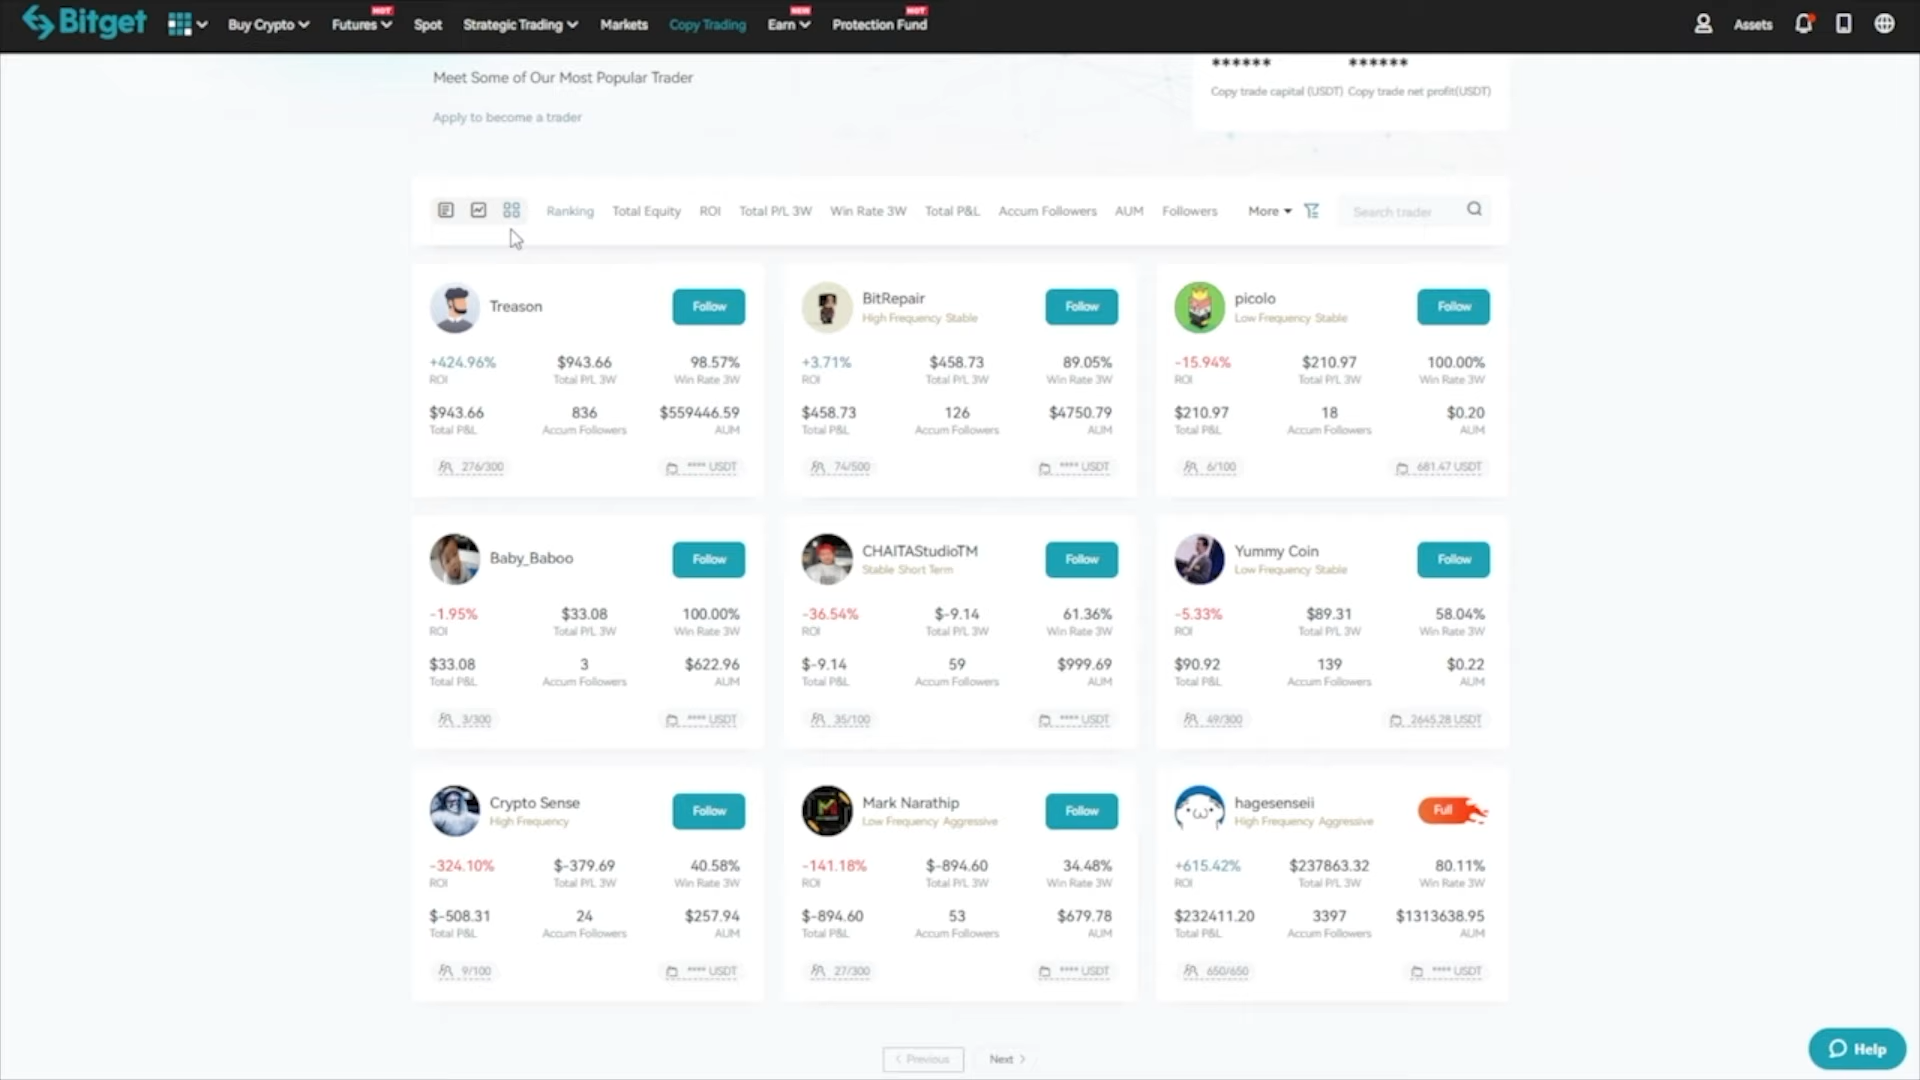 Bitget Buy Crypto Futures HOT Spot Strategic Trading Markets Copy Trading Earn NEW Protection Fund HOT Assets
Meet Some of Our Most Popular Trader
Apply to become a trader
****** ******
Copy trade capital (USDT) Copy trade net profit(USDT)
Ranking Total Equity ROI Total P/L 3W Win Rate 3W Total P&L Accum Followers AUM Followers More Search trader
Treason Follow
+424.96% $943.66 98.57%
ROI Total P/L 3W Win Rate 3W
$943.66 836 $559446.59
Total P&L Accum Followers AUM
276/300 **** USDT
BitRepair Follow
High Frequency Stable
+3.71% $458.73 89.05%
ROI Total P/L 3W Win Rate 3W
$458.73 126 $4750.79
Total P&L Accum Followers AUM
74/500 **** USDT
picolo Follow
Low Frequency Stable
-15.94% $210.97 100.00%
ROI Total P/L 3W Win Rate 3W
$210.97 18 $0.20
Total P&L Accum Followers AUM
6/100 681.47 USDT
Baby_Baboo Follow
-1.95% $33.08 100.00%
ROI Total P/L 3W Win Rate 3W
$33.08 3 $622.96
Total P&L Accum Followers AUM
3/300 **** USDT
CHAITAStudioTM Follow
Stable Short Term
-36.54% $-9.14 61.36%
ROI Total P/L 3W Win Rate 3W
$-9.14 59 $999.69
Total P&L Accum Followers AUM
35/100 **** USDT
Yummy Coin Follow
Low Frequency Stable
-5.33% $89.31 58.04%
ROI Total P/L 3W Win Rate 3W
$90.92 139 $0.22
Total P&L Accum Followers AUM
49/300 2645.28 USDT
Crypto Sense Follow
High Frequency
-324.10% $-379.69 40.58%
ROI Total P/L 3W Win Rate 3W
$-508.31 24 $257.94
Total P&L Accum Followers AUM
9/100 **** USDT
Mark Narathip Follow
Low Frequency Aggressive
-141.18% $-894.60 34.48%
ROI Total P/L 3W Win Rate 3W
$-894.60 53 $679.78
Total P&L Accum Followers AUM
27/300 **** USDT
hagesenseii Full
High Frequency Aggressive
+615.42% $237863.32 80.11%
ROI Total P/L 3W Win Rate 3W
$232411.20 3397 $1313638.95
Total P&L Accum Followers AUM
650/650 **** USDT
< Previous Next >
Help